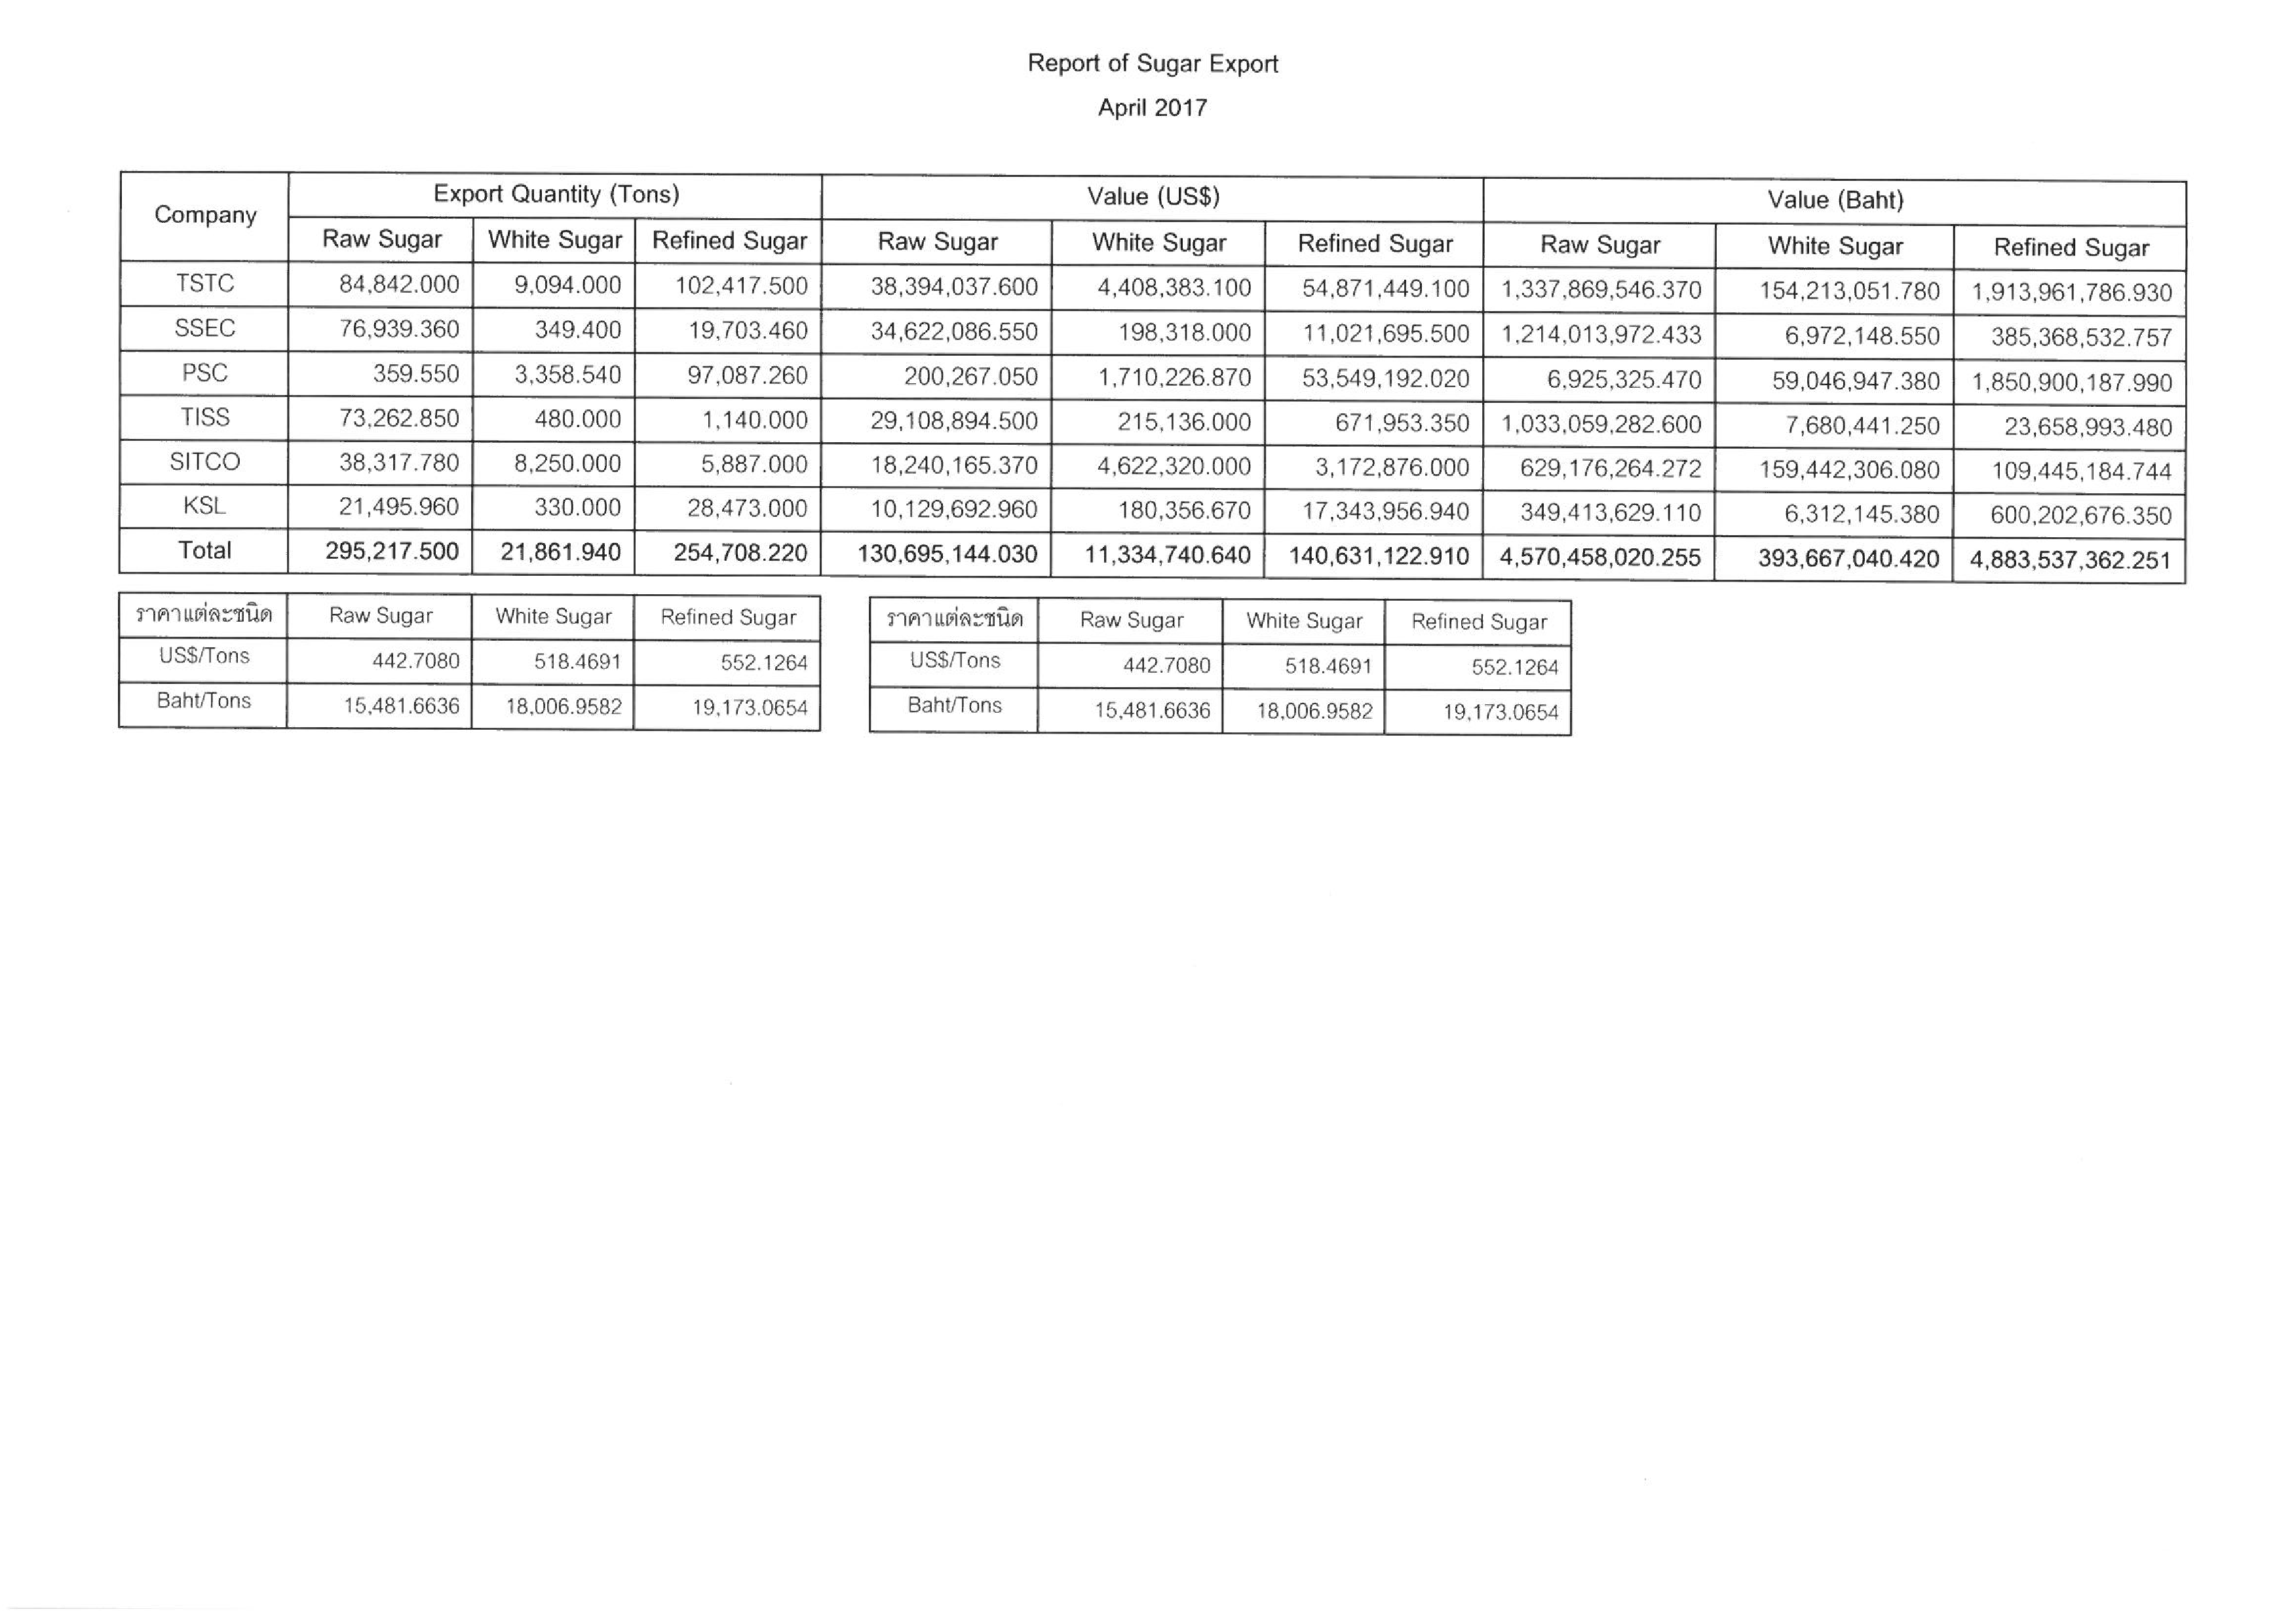 Report of Sugar Export
April 2017
Company Export Quantity (Tons) Value (US$) Value (Baht)
Raw Sugar White Sugar Refined Sugar Raw Sugar White Sugar Refined Sugar Raw Sugar White Sugar Refined Sugar
TSTC 84,842.000 9,094.000 102,417.500 38,394,037.600 4,408,383.100 54,871,449.100 1,337,869,546.370 154,213,051.780 1,913,961,786.930
SSEC 76,939.360 349.400 19,703.460 34,622,086.550 198,318.000 11,021,695.500 1,214,013,972.433 6,972,148.550 385,368,532.757
PSC 359.550 3,358.540 97,087.260 200,267.050 1,710,226.870 53,549,192.020 6,925,325.470 59,046,947.380 1,850,900,187.990
TISS 73,262.850 480.000 1,140.000 29,108,894.500 215,136.000 671,953.350 1,033,059,282.600 7,680,441.250 23,658,993.480
SITCO 38,317.780 8,250.000 5,887.000 18,240,165.370 4,622,320.000 3,172,876.000 629,176,264.272 159,442,306.080 109,445,184.744
KSL 21,495.960 330.000 28,473.000 10,129,692.960 180,356.670 17,343,956.940 349,413,629.110 6,312,145.380 600,202,676.350
Total 295,217.500 21,861.940 254,708.220 130,695,144.030 11,334,740.640 140,631,122.910 4,570,458,020.255 393,667,040.420 4,883,537,362.251
ราคาแต่ละชนิด Raw Sugar White Sugar Refined Sugar
US$/Tons 442.7080 518.4691 552.1264
Baht/Tons 15,481.6636 18,006.9582 19,173.0654
ราคาแต่ละชนิด Raw Sugar White Sugar Refined Sugar
US$/Tons 442.7080 518.4691 552.1264
Baht/Tons 15,481.6636 18,006.9582 19,173.0654